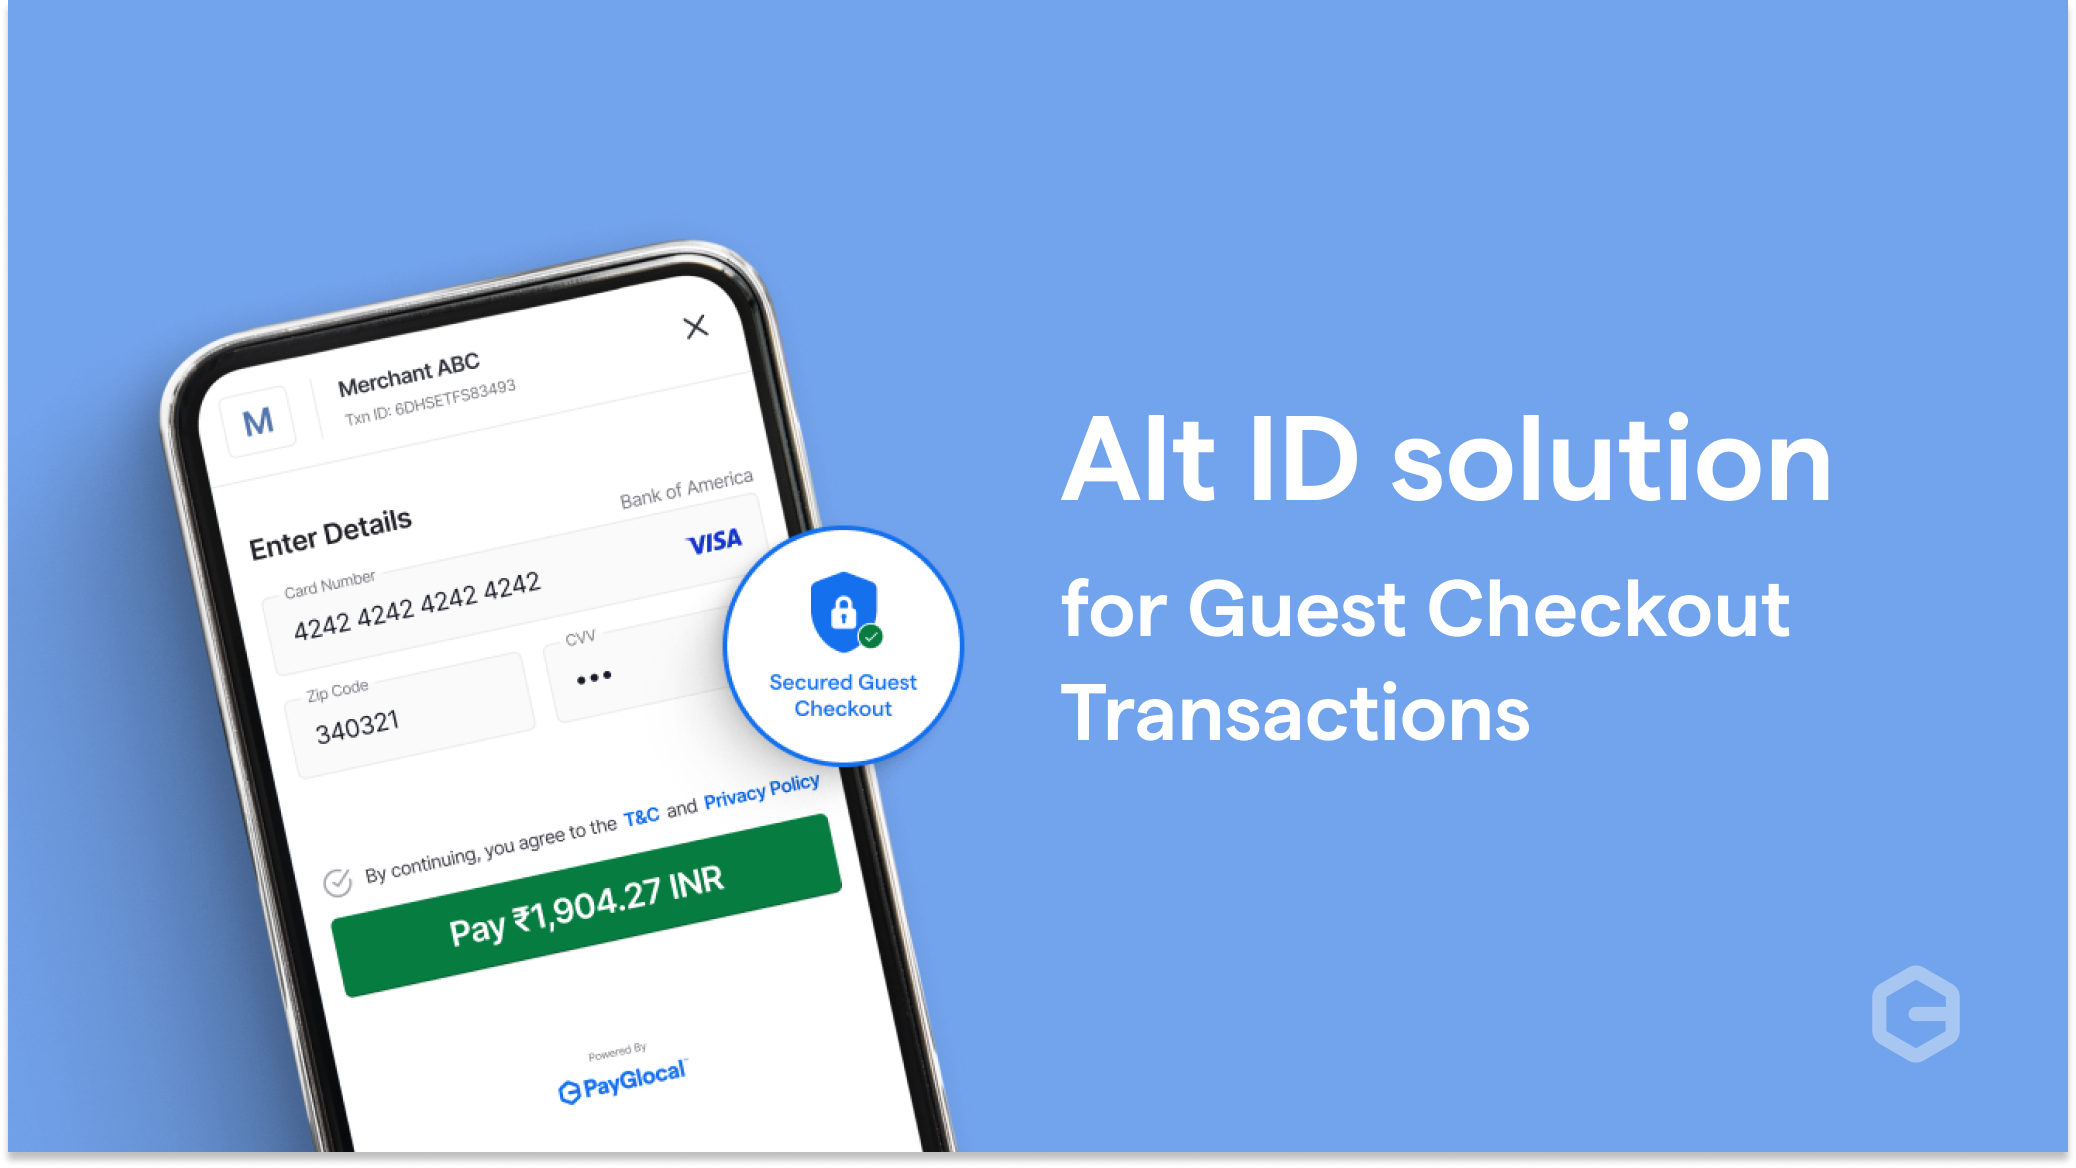 M
Merchant ABC
Txn ID: 6DHSETFS83493
Enter Details
Bank of America
Card Number
4242 4242 4242 4242
VISA
Zip Code
340321
CVV
•••
Secured Guest
Checkout
By continuing, you agree to the T&C and Privacy Policy
Pay ₹1,904.27 INR
Powered By
PayGlocal™
Alt ID solution
for Guest Checkout
Transactions